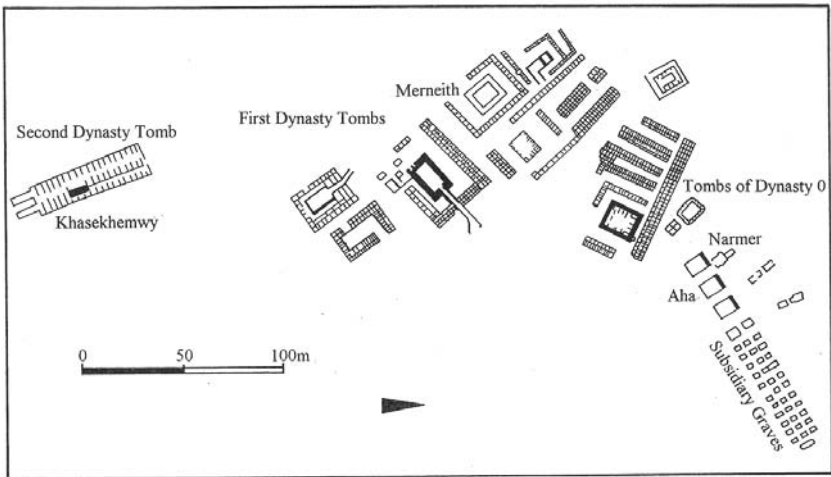 Merneith
First Dynasty Tombs
Second Dynasty Tomb
Khasekhemwy
Tombs of Dynasty 0
Narmer
Aha
Subsidiary Graves
0 50 100m